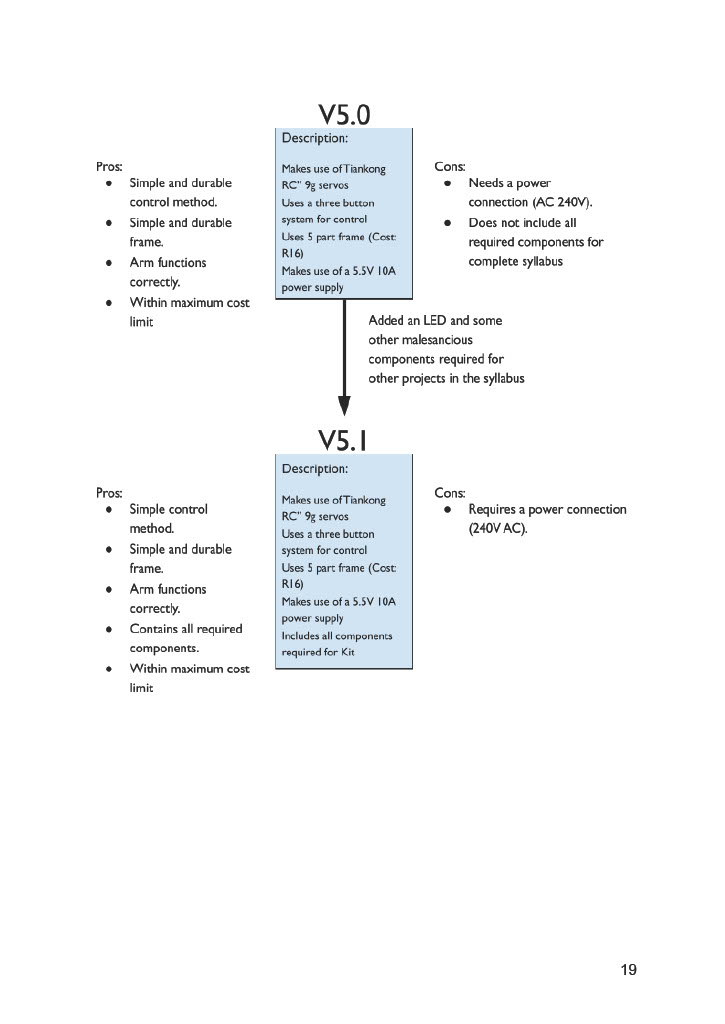 V5.0
Description:
Makes use of Tiankong
RC" 9g servos
Uses a three button
system for control
Uses 5 part frame (Cost:
R16)
Makes use of a 5.5V 10A
power supply
Pros:
● Simple and durable
control method.
● Simple and durable
frame.
● Arm functions
correctly.
● Within maximum cost
limit
Cons:
● Needs a power
connection (AC 240V).
● Does not include all
required components for
complete syllabus
Added an LED and some
other malesancious
components required for
other projects in the syllabus
V5.1
Description:
Makes use of Tiankong
RC" 9g servos
Uses a three button
system for control
Uses 5 part frame (Cost:
R16)
Makes use of a 5.5V 10A
power supply
Includes all components
required for Kit
Pros:
● Simple control
method.
● Simple and durable
frame.
● Arm functions
correctly.
● Contains all required
components.
● Within maximum cost
limit
Cons:
● Requires a power connection
(240V AC).
19